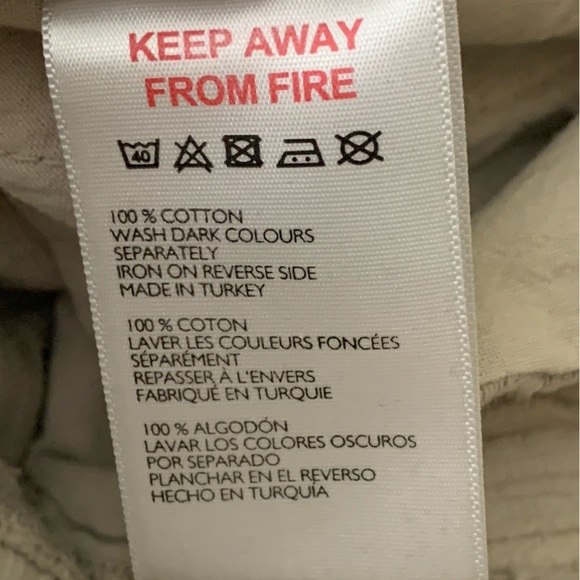 KEEP AWAY
FROM FIRE
40
100 % COTTON
WASH DARK COLOURS
SEPARATELY
IRON ON REVERSE SIDE
MADE IN TURKEY
100 % COTON
LAVER LES COULEURS FONCÉES
SÉPARÉMENT
REPASSER À L'ENVERS
FABRIQUÉ EN TURQUIE
100 % ALGODÓN
LAVAR LOS COLORES OSCUROS
POR SEPARADO
PLANCHAR EN EL REVERSO
HECHO EN TURQUÍA